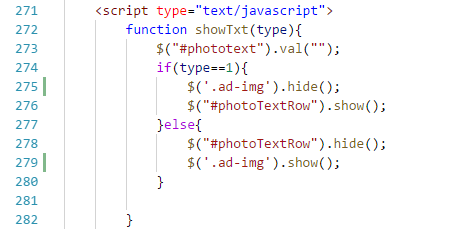 271 <script type="text/javascript">
272 function showTxt(type){
273 $("#phototext").val("");
274 if(type==1){
275 $('.ad-img').hide();
276 $("#photoTextRow").show();
277 }else{
278 $("#photoTextRow").hide();
279 $('.ad-img').show();
280 }
281
282 }